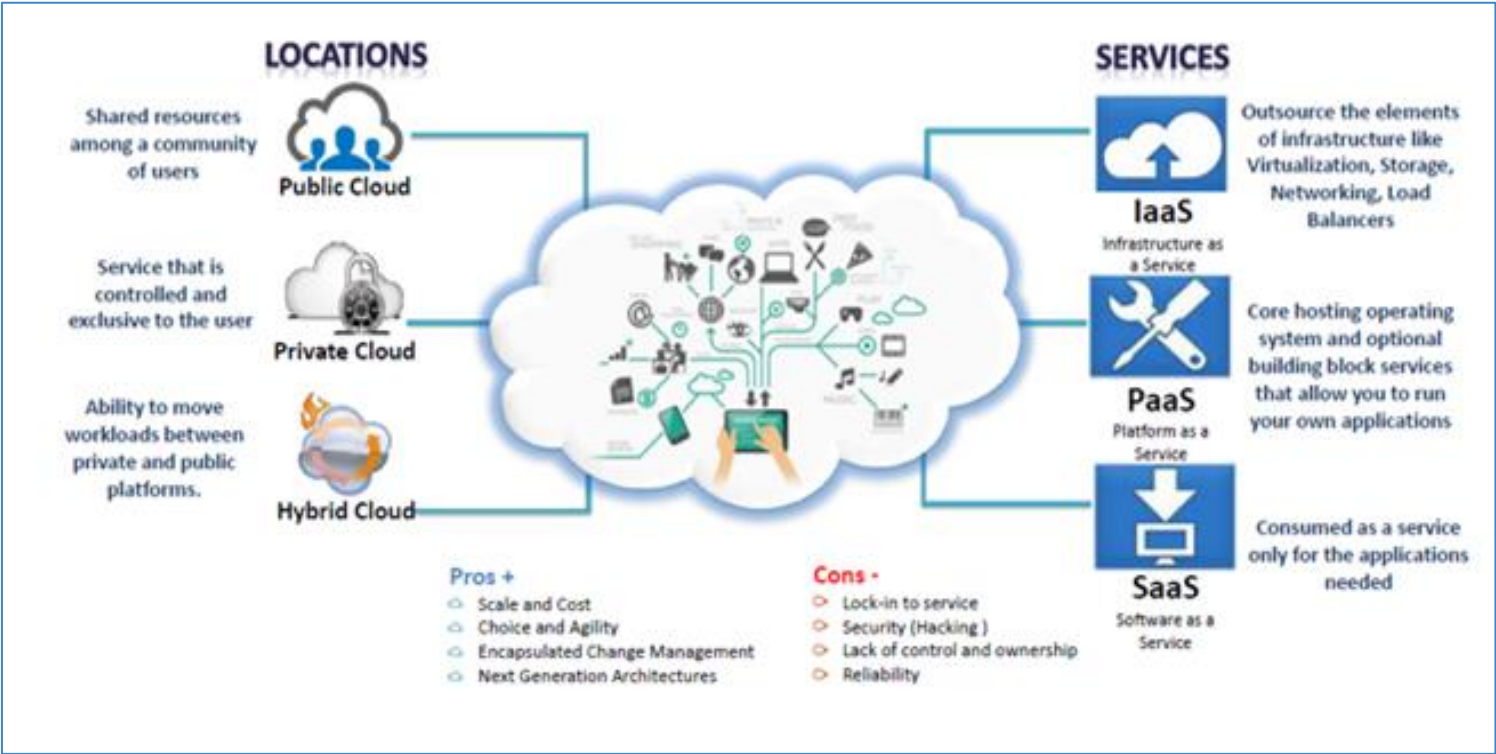 LOCATIONS
Shared resources
among a community
of users
Public Cloud
Service that is
controlled and
exclusive to the user
Private Cloud
Ability to move
workloads between
private and public
platforms.
Hybrid Cloud
SERVICES
IaaS
Infrastructure as
a Service
Outsource the elements
of infrastructure like
Virtualization, Storage,
Networking, Load
Balancers
PaaS
Platform as a
Service
Core hosting operating
system and optional
building block services
that allow you to run
your own applications
SaaS
Software as a
Service
Consumed as a service
only for the applications
needed
MUSIC
Pros +
Scale and Cost
Choice and Agility
Encapsulated Change Management
Next Generation Architectures
Cons -
Lock-in to service
Security (Hacking )
Lack of control and ownership
Reliability